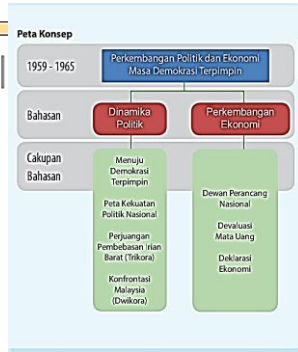 Peta Konsep
1959 - 1965
Perkembangan Politik dan Ekonomi
Masa Demokrasi Terpimpin
Bahasan
Dinamika
Politik
Perkembangan
Ekonomi
Cakupan
Bahasan
Menuju
Demokrasi
Terpimpin
Peta Kekuatan
Politik Nasional
Perjuangan
Pembebasan Irian
Barat (Trikora)
Konfrontasi
Malaysia
(Dwikora)
Dewan Perancang
Nasional
Devaluasi
Mata Uang
Deklarasi
Ekonomi